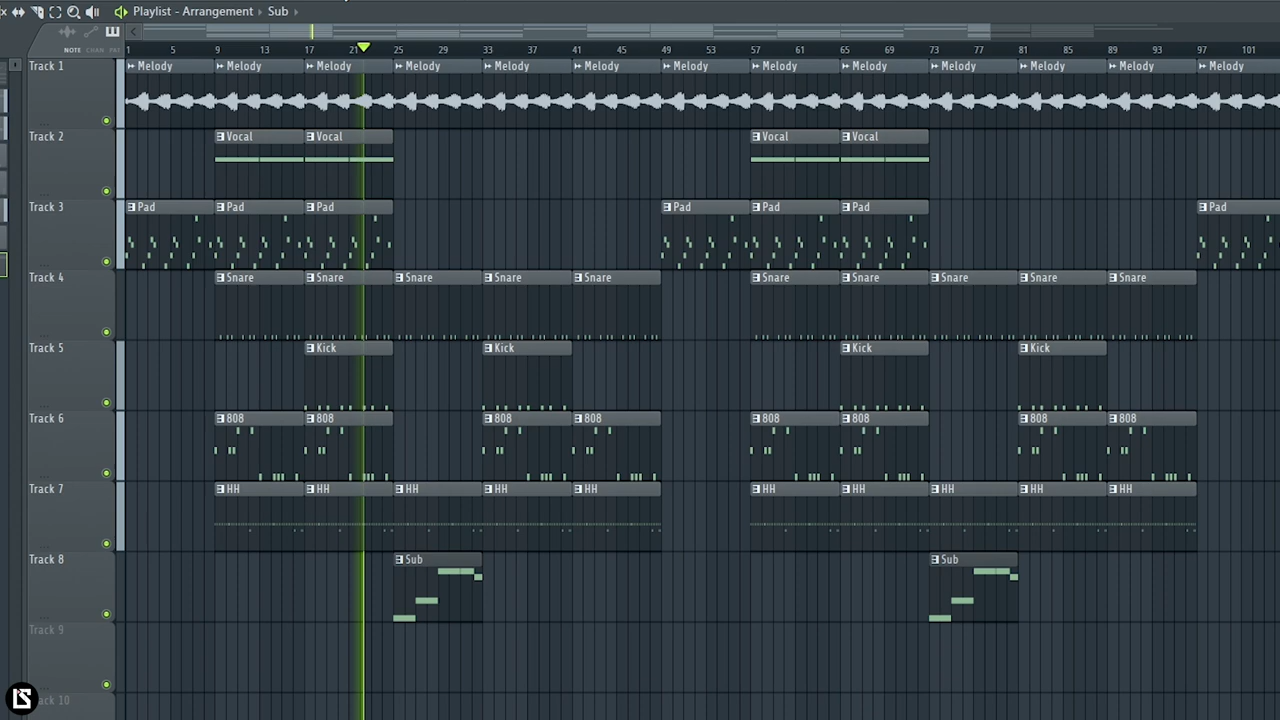 Playlist - Arrangement › Sub ›
NOTE CHAN PAT
1 5 9 13 17 21 25 29 33 37 41 45 49 53 57 61 65 69 73 77 81 85 89 93 97 101
Track 1 Melody Melody Melody Melody Melody Melody Melody Melody Melody Melody Melody Melody Melody
Track 2 Vocal Vocal Vocal Vocal
Track 3 Pad Pad Pad Pad Pad Pad Pad
Track 4 Snare Snare Snare Snare Snare Snare Snare Snare Snare Snare
Track 5 Kick Kick Kick Kick
Track 6 808 808 808 808 808 808 808 808
Track 7 HH HH HH HH HH HH HH HH HH HH
Track 8 Sub Sub
Track 9
ack 10